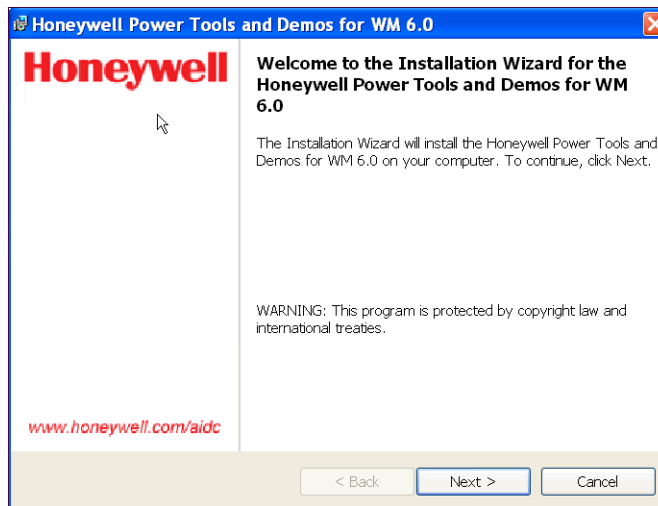 Honeywell Power Tools and Demos for WM 6.0
Honeywell
Welcome to the Installation Wizard for the
Honeywell Power Tools and Demos for WM
6.0
The Installation Wizard will install the Honeywell Power Tools and
Demos for WM 6.0 on your computer. To continue, click Next.
WARNING: This program is protected by copyright law and
international treaties.
www.honeywell.com/aidc
< Back
Next >
Cancel